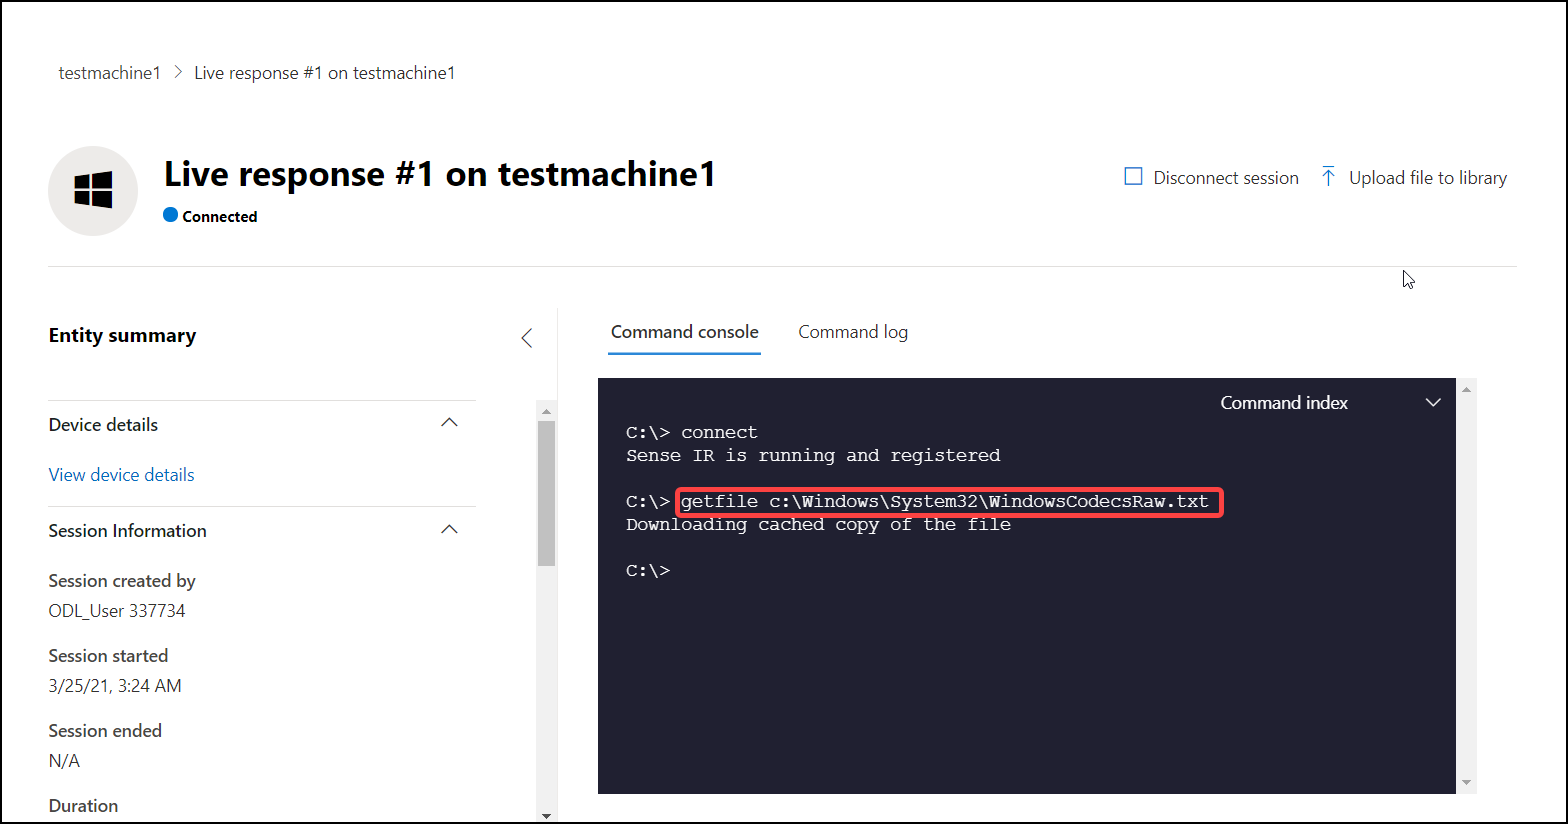 testmachine1 > Live response #1 on testmachine1
Live response #1 on testmachine1
Connected
Disconnect session
Upload file to library
Entity summary
Device details
View device details
Session Information
Session created by
ODL_User 337734
Session started
3/25/21, 3:24 AM
Session ended
N/A
Duration
Command console
Command log
Command index
C:\> connect
Sense IR is running and registered
C:\> getfile c:\Windows\System32\WindowsCodecsRaw.txt
Downloading cached copy of the file
C:\>